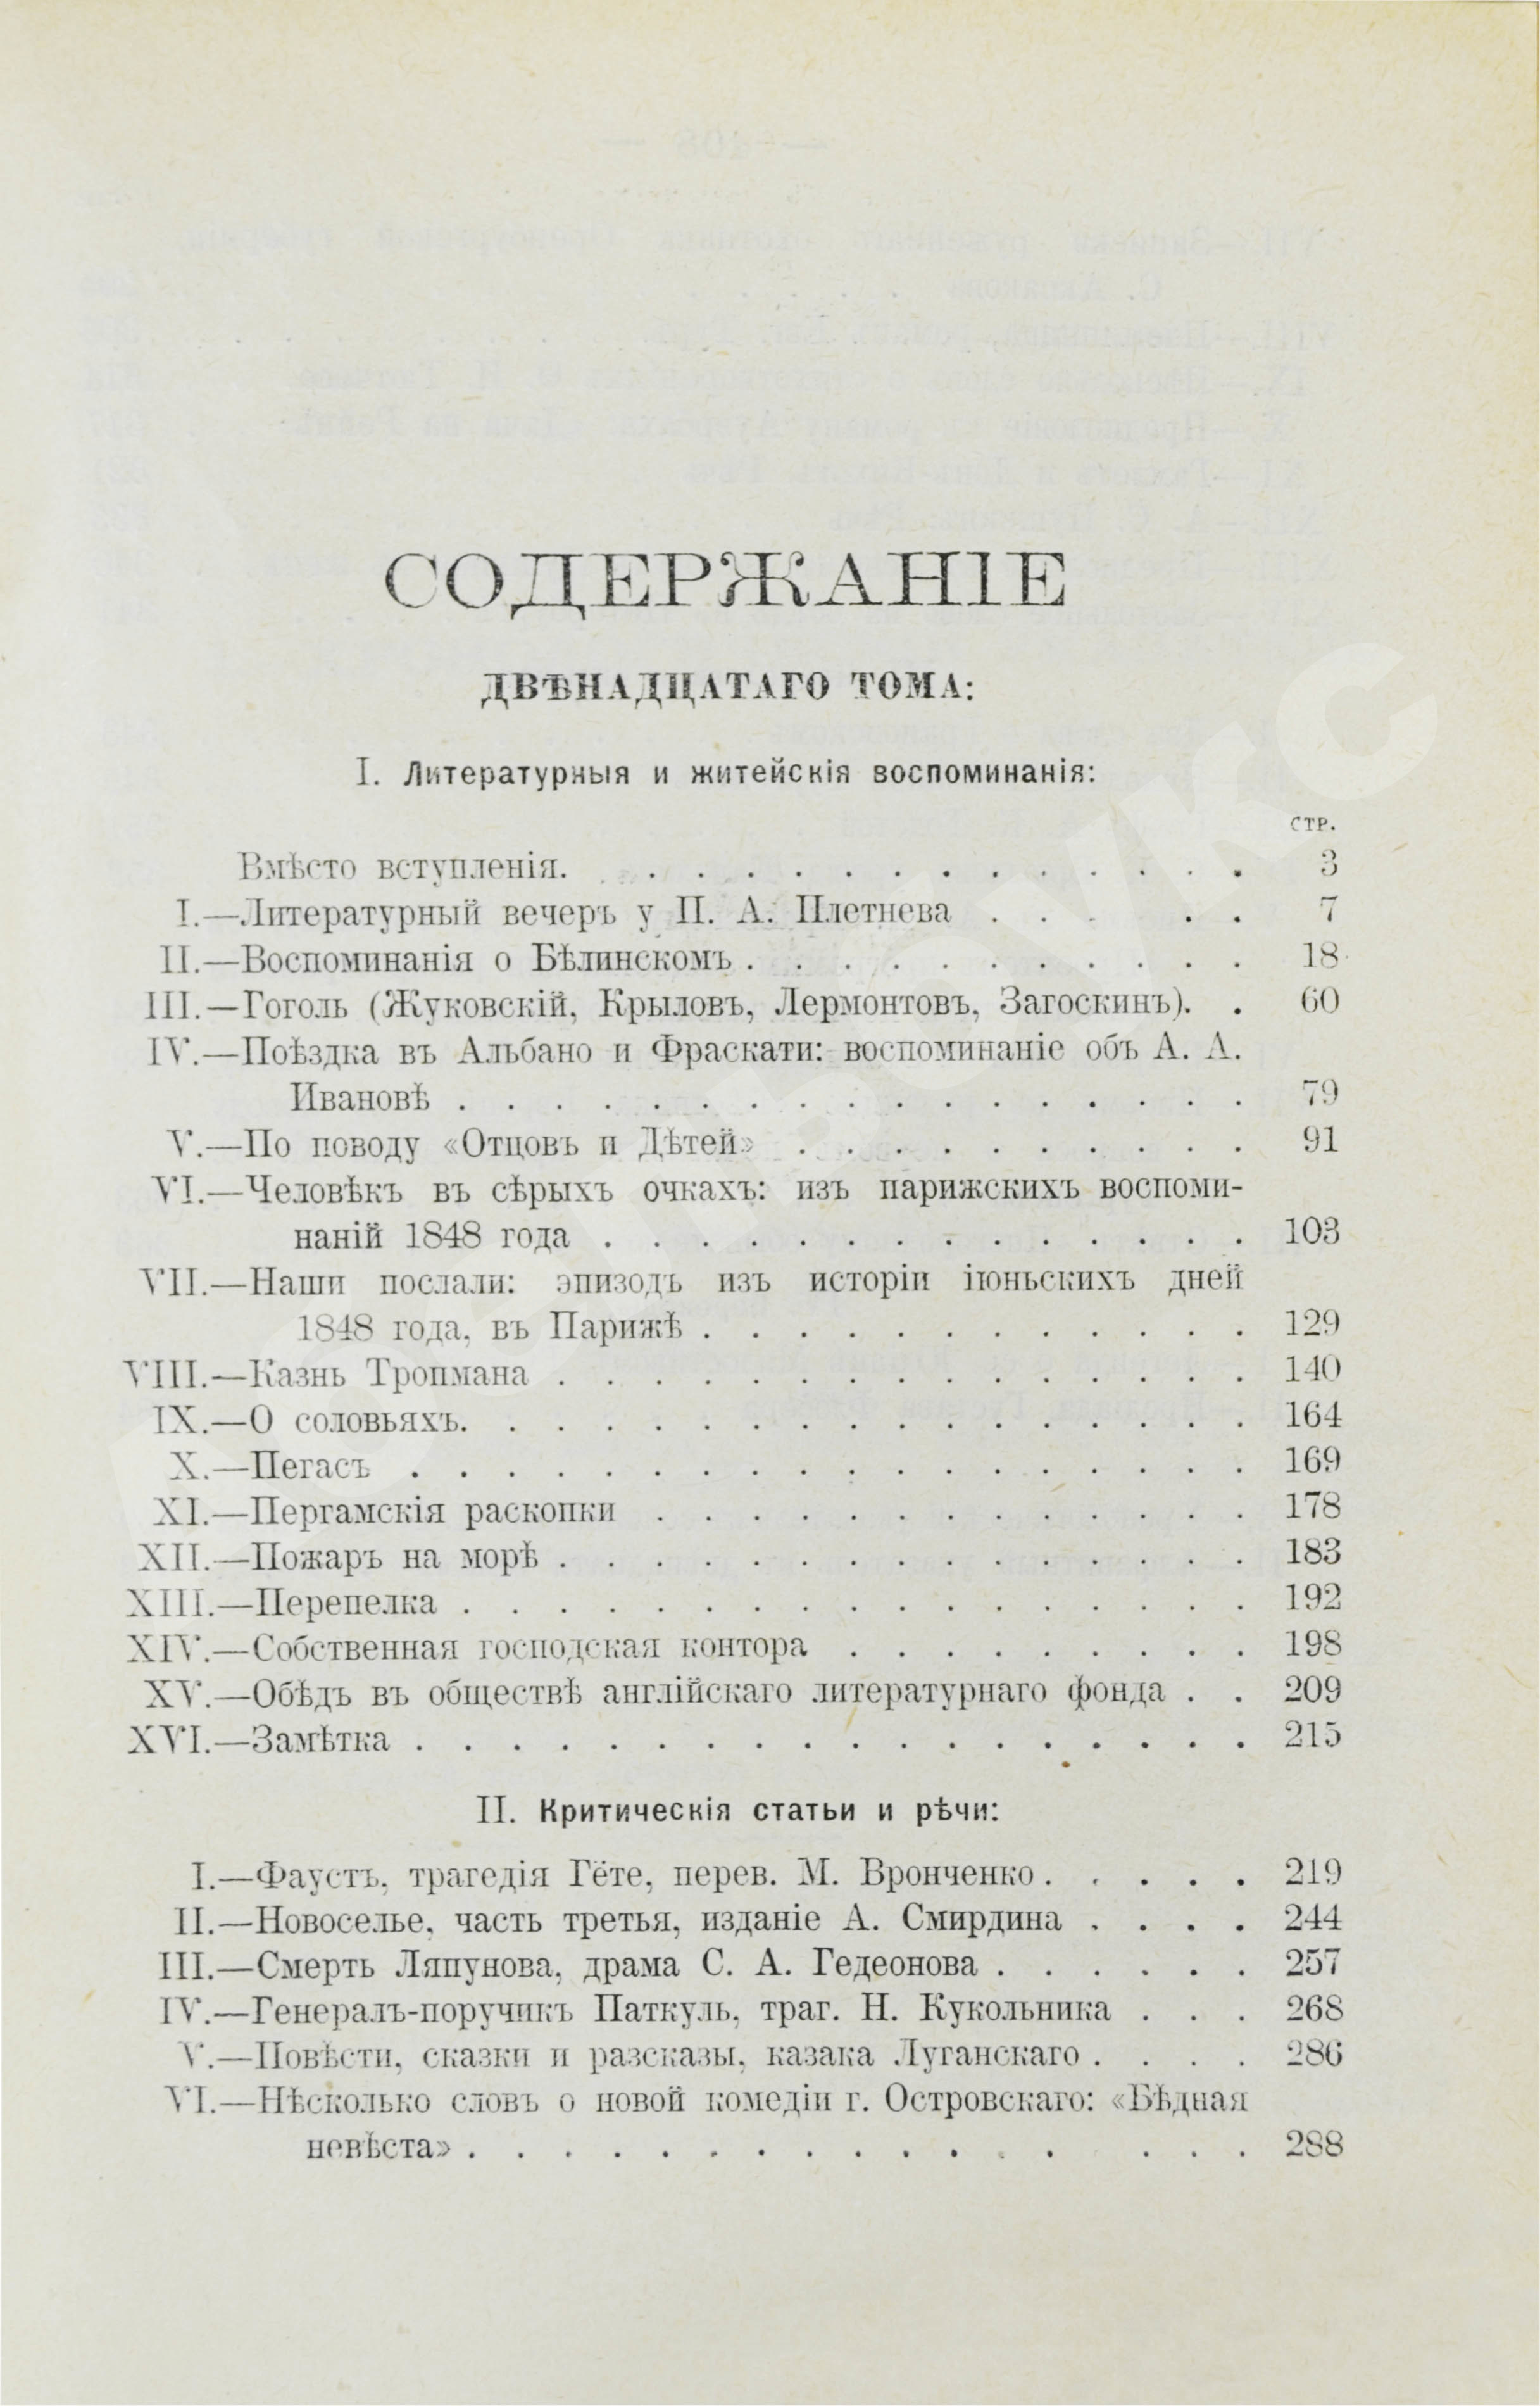 СОДЕРЖАНІЕ
ДВѢНАДЦАТАГО ТОМА:
I. Литературныя и житейскія воспоминанія:
СТР.
Вмѣсто вступленія. . . . . . . . . . . . . . 3
I.—Литературный вечеръ у П. А. Плетнева . . . . . 7
II.—Воспоминанія о Бѣлинскомъ . . . . . . . . . . . 18
III.—Гоголь (Жуковскій, Крыловъ, Лермонтовъ, Загоскинъ). . 60
IV.—Поѣздка въ Альбано и Фраскати: воспоминаніе объ А. А.
Ивановѣ . . . . . . . . . . . . . . . . . 79
V.—По поводу «Отцовъ и Дѣтей» . . . . . . . . . . 91
VI.—Человѣкъ въ сѣрыхъ очкахъ: изъ парижскихъ воспоми-
наній 1848 года . . . . . . . . . . . . . . 103
VII.—Наши послали: эпизодъ изъ исторіи іюньскихъ дней
1848 года, въ Парижѣ . . . . . . . . . . . . 129
VIII.—Казнь Тропмана . . . . . . . . . . . . . . . 140
IX.—О соловьяхъ. . . . . . . . . . . . . . . . . 164
X.—Пегасъ . . . . . . . . . . . . . . . . . . 169
XI.—Пергамскія раскопки . . . . . . . . . . . . . 178
XII.—Пожаръ на морѣ . . . . . . . . . . . . . . . 183
XIII.—Перепелка . . . . . . . . . . . . . . . . . 192
XIV.—Собственная господская контора . . . . . . . . . 198
XV.—Обѣдъ въ обществѣ англійскаго литературнаго фонда . . 209
XVI.—Замѣтка . . . . . . . . . . . . . . . . . . 215
II. Критическія статьи и рѣчи:
I.—Фаустъ, трагедія Гёте, перев. М. Вронченко . . . . . 219
II.—Новоселье, часть третья, изданіе А. Смирдина . . . . 244
III.—Смерть Ляпунова, драма С. А. Гедеонова . . . . . . 257
IV.—Генералъ-поручикъ Паткуль, траг. Н. Кукольника . . . 268
V.—Повѣсти, сказки и разсказы, казака Луганскаго . . . . 286
VI.—Нѣсколько словъ о новой комедіи г. Островскаго: «Бѣдная
невѣста» . . . . . . . . . . . . . . . . 288